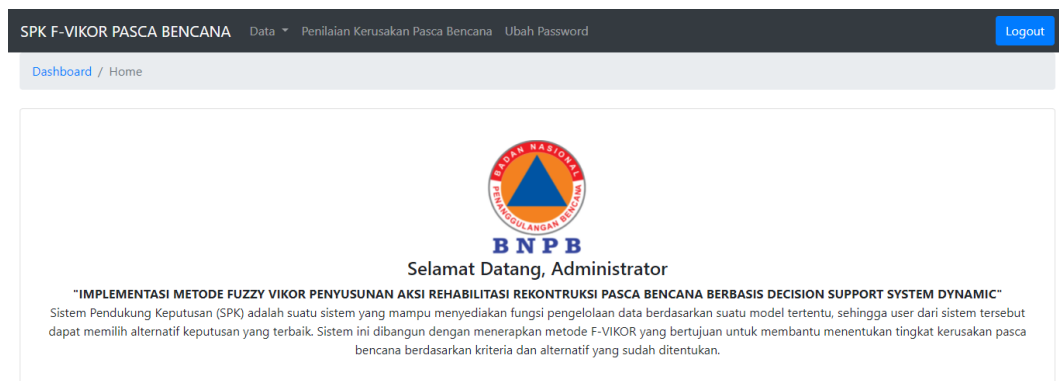 SPK F-VIKOR PASCA BENCANA Data Penilaian Kerusakan Pasca Bencana Ubah Password Logout
Dashboard / Home
BADAN NASIONAL
PENANGGULANGAN BENCANA
BNPB
Selamat Datang, Administrator
"IMPLEMENTASI METODE FUZZY VIKOR PENYUSUNAN AKSI REHABILITASI REKONTRUKSI PASCA BENCANA BERBASIS DECISION SUPPORT SYSTEM DYNAMIC"
Sistem Pendukung Keputusan (SPK) adalah suatu sistem yang mampu menyediakan fungsi pengelolaan data berdasarkan suatu model tertentu, sehingga user dari sistem tersebut
dapat memilih alternatif keputusan yang terbaik. Sistem ini dibangun dengan menerapkan metode F-VIKOR yang bertujuan untuk membantu menentukan tingkat kerusakan pasca
bencana berdasarkan kriteria dan alternatif yang sudah ditentukan.